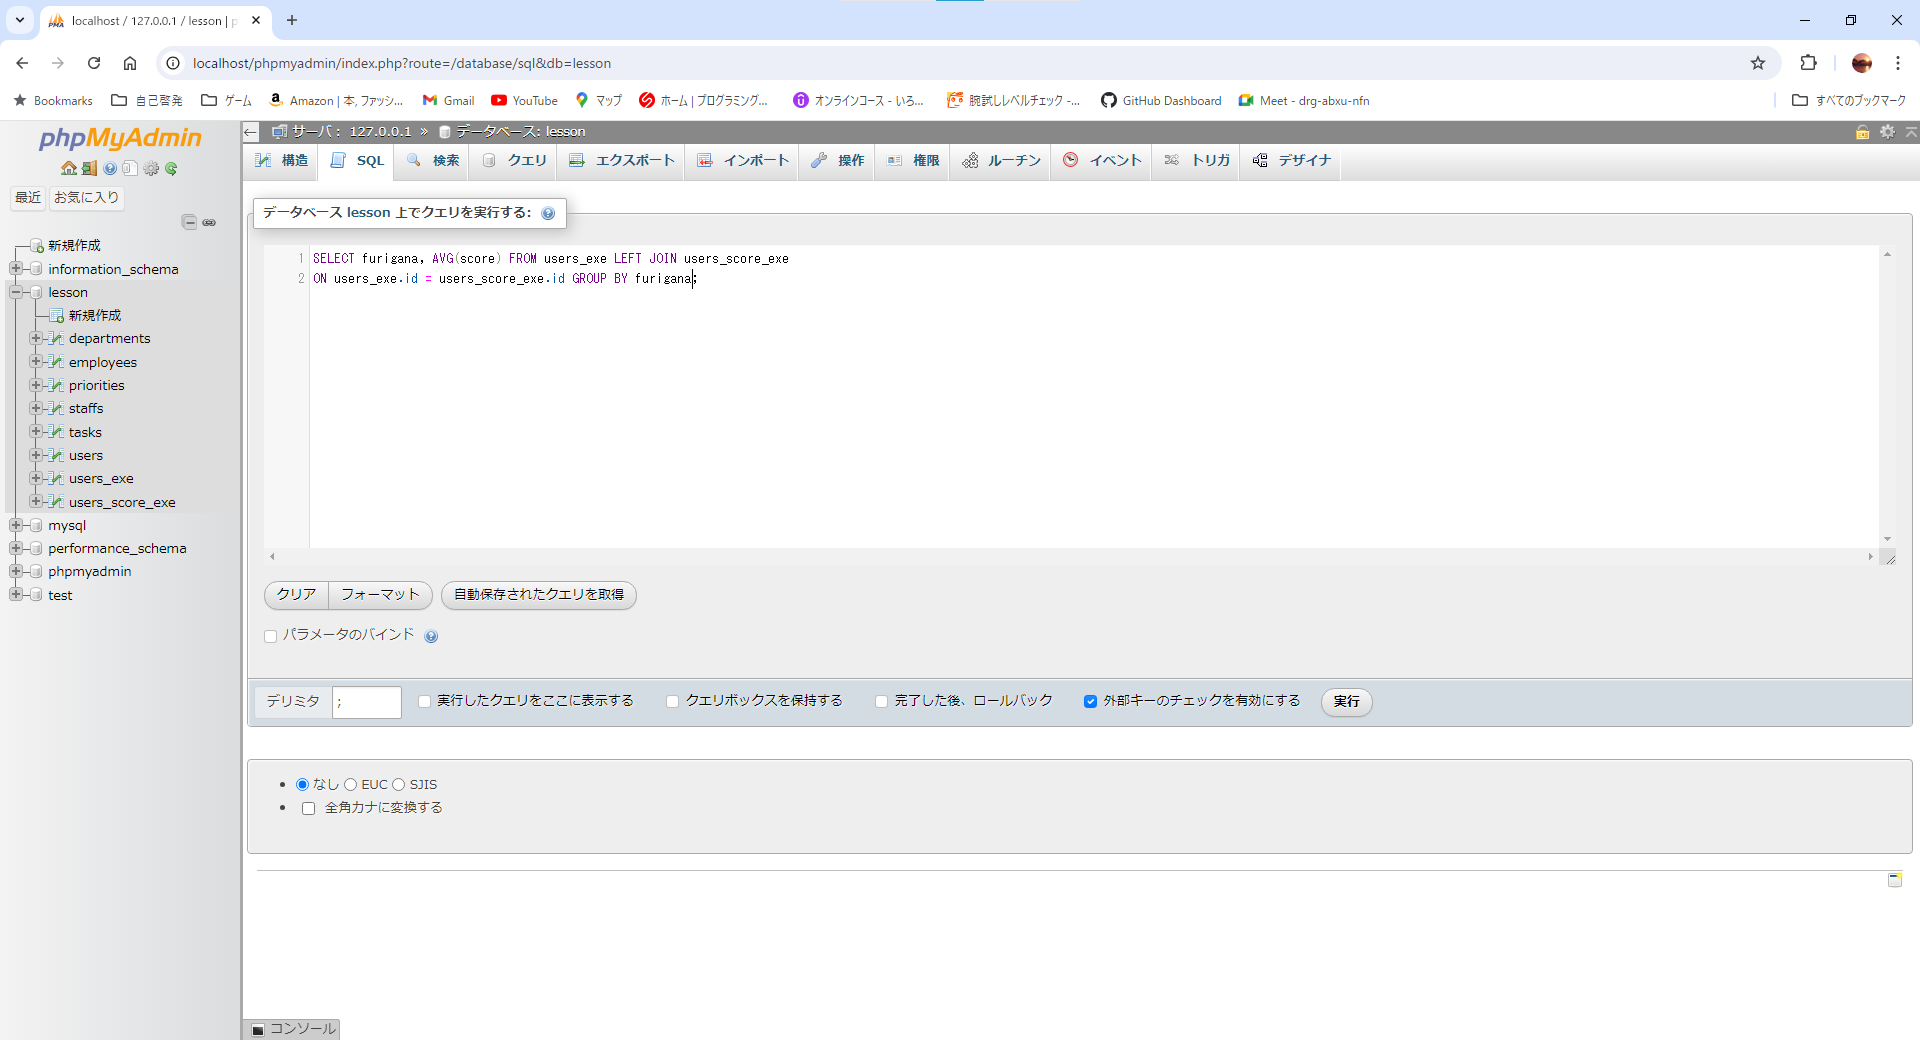 localhost / 127.0.0.1 / lesson | p
localhost/phpmyadmin/index.php?route=/database/sql&db=lesson
Bookmarks 自己啓発 ゲーム Amazon | 本, ファッシ... Gmail YouTube マップ ホーム | プログラミング... オンラインコース - いろ... 腕試しレベルチェック -... GitHub Dashboard Meet - drg-abxu-nfn すべてのブックマーク
phpMyAdmin
最近 お気に入り
新規作成
information_schema
lesson
新規作成
departments
employees
priorities
staffs
tasks
users
users_exe
users_score_exe
mysql
performance_schema
phpmyadmin
test
サーバ: 127.0.0.1 » データベース: lesson
構造 SQL 検索 クエリ エクスポート インポート 操作 権限 ルーチン イベント トリガ デザイナ
データベース lesson 上でクエリを実行する:
1 SELECT furigana, AVG(score) FROM users_exe LEFT JOIN users_score_exe
2 ON users_exe.id = users_score_exe.id GROUP BY furigana;
クリア フォーマット 自動保存されたクエリを取得
パラメータのバインド
デリミタ ; 実行したクエリをここに表示する クエリボックスを保持する 完了した後、ロールバック 外部キーのチェックを有効にする 実行
なし EUC SJIS
全角カナに変換する
コンソール